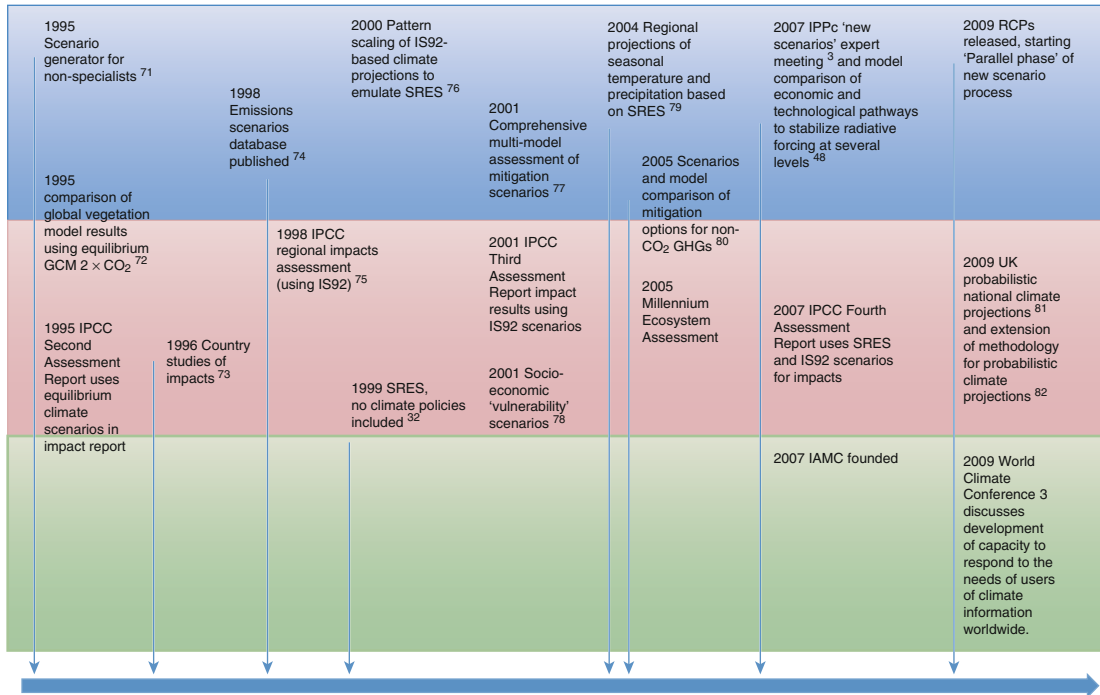 1995
Scenario
generator for
non-specialists 71
1995
comparison of
global vegetation
model results
using equilibrium
GCM 2 × CO2 72
1995 IPCC
Second
Assessment
Report uses
equilibrium
climate
scenarios in
impact report
1996 Country
studies of
impacts 73
1998
Emissions
scenarios
database
published 74
1998 IPCC
regional impacts
assessment
(using IS92) 75
1999 SRES,
no climate policies
included 32
2000 Pattern
scaling of IS92-
based climate
projections to
emulate SRES 76
2001
Comprehensive
multi-model
assessment of
mitigation
scenarios 77
2001 IPCC
Third
Assessment
Report impact
results using
IS92 scenarios
2001 Socio-
economic
‘vulnerability’
scenarios 78
2004 Regional
projections of
seasonal
temperature and
precipitation based
on SRES 79
2005 Scenarios
and model
comparison of
mitigation
options for non-
CO2 GHGs 80
2005
Millennium
Ecosystem
Assessment
2007 IPPc ‘new
scenarios’ expert
meeting 3 and model
comparison of
economic and
technological pathways
to stabilize radiative
forcing at several
levels 48
2007 IPCC Fourth
Assessment
Report uses SRES
and IS92 scenarios
for impacts
2007 IAMC founded
2009 RCPs
released, starting
‘Parallel phase’ of
new scenario
process
2009 UK
probabilistic
national climate
projections 81
and extension
of methodology
for probabilistic
climate
projections 82
2009 World
Climate
Conference 3
discusses
development
of capacity to
respond to the
needs of users
of climate
information
worldwide.